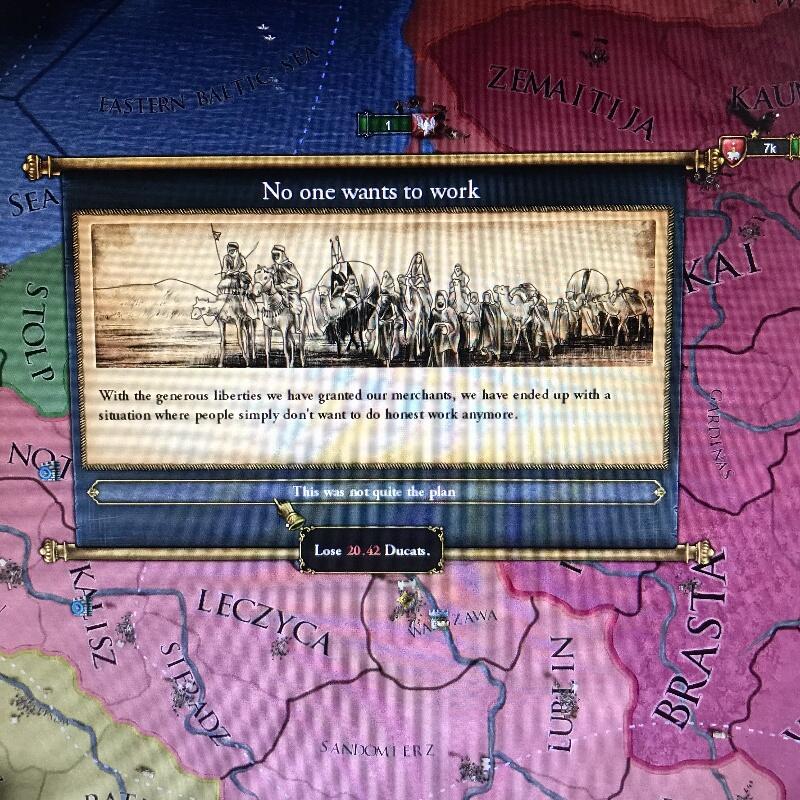 EASTERN BALTIC SEA
ZEMAITIJA
1
7k
No one wants to work
SEA
KAI
STOLP
With the generous liberties we have granted our merchants, we have ended up with a
situation where people simply don't want to do honest work anymore.
GARDINAS
This was not quite the plan
Lose 20.42 Ducats.
KALISZ
LECZYCA
WARSZAWA
SIERADZ
LUBLIN
BRASTA
SANDOMIERZ